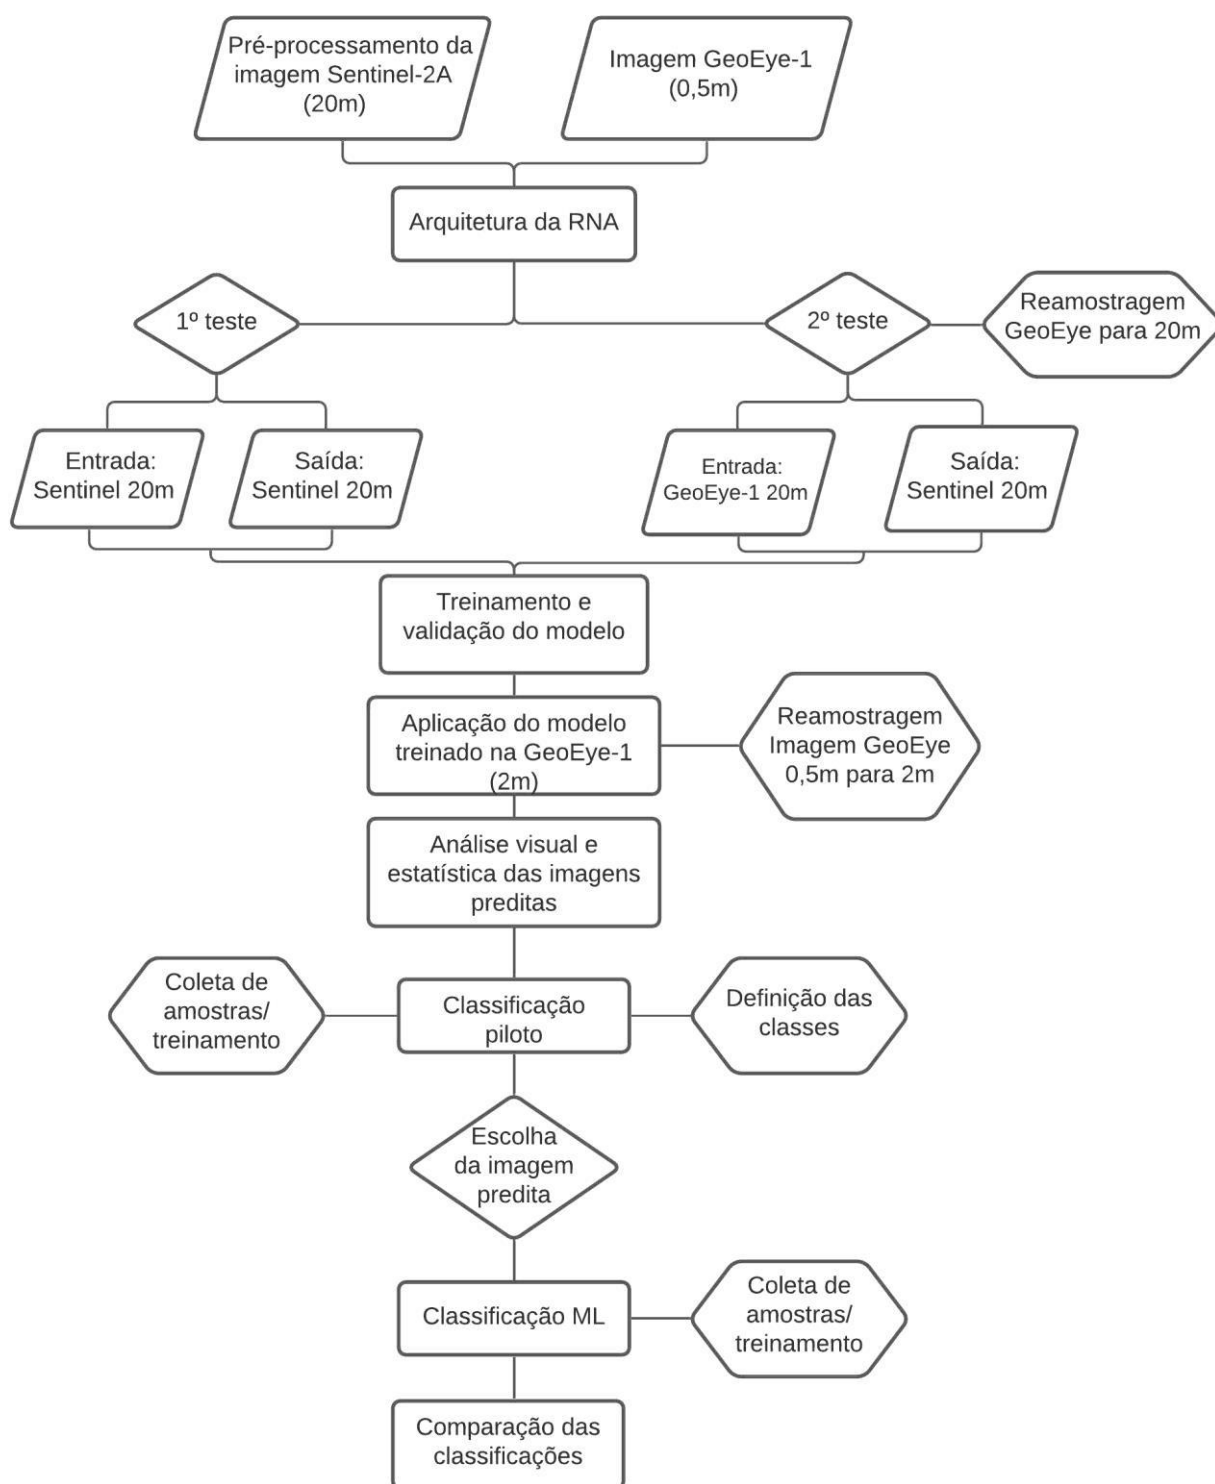 Pré-processamento da
imagem Sentinel-2A
(20m)
Imagem GeoEye-1
(0,5m)
Arquitetura da RNA
1º teste
2º teste
Reamostragem
GeoEye para 20m
Entrada:
Sentinel 20m
Saída:
Sentinel 20m
Entrada:
GeoEye-1 20m
Saída:
Sentinel 20m
Treinamento e
validação do modelo
Aplicação do modelo
treinado na GeoEye-1
(2m)
Reamostragem
Imagem GeoEye
0,5m para 2m
Análise visual e
estatística das imagens
preditas
Coleta de
amostras/
treinamento
Classificação
piloto
Definição das
classes
Escolha
da imagem
predita
Classificação ML
Coleta de
amostras/
treinamento
Comparação das
classificações